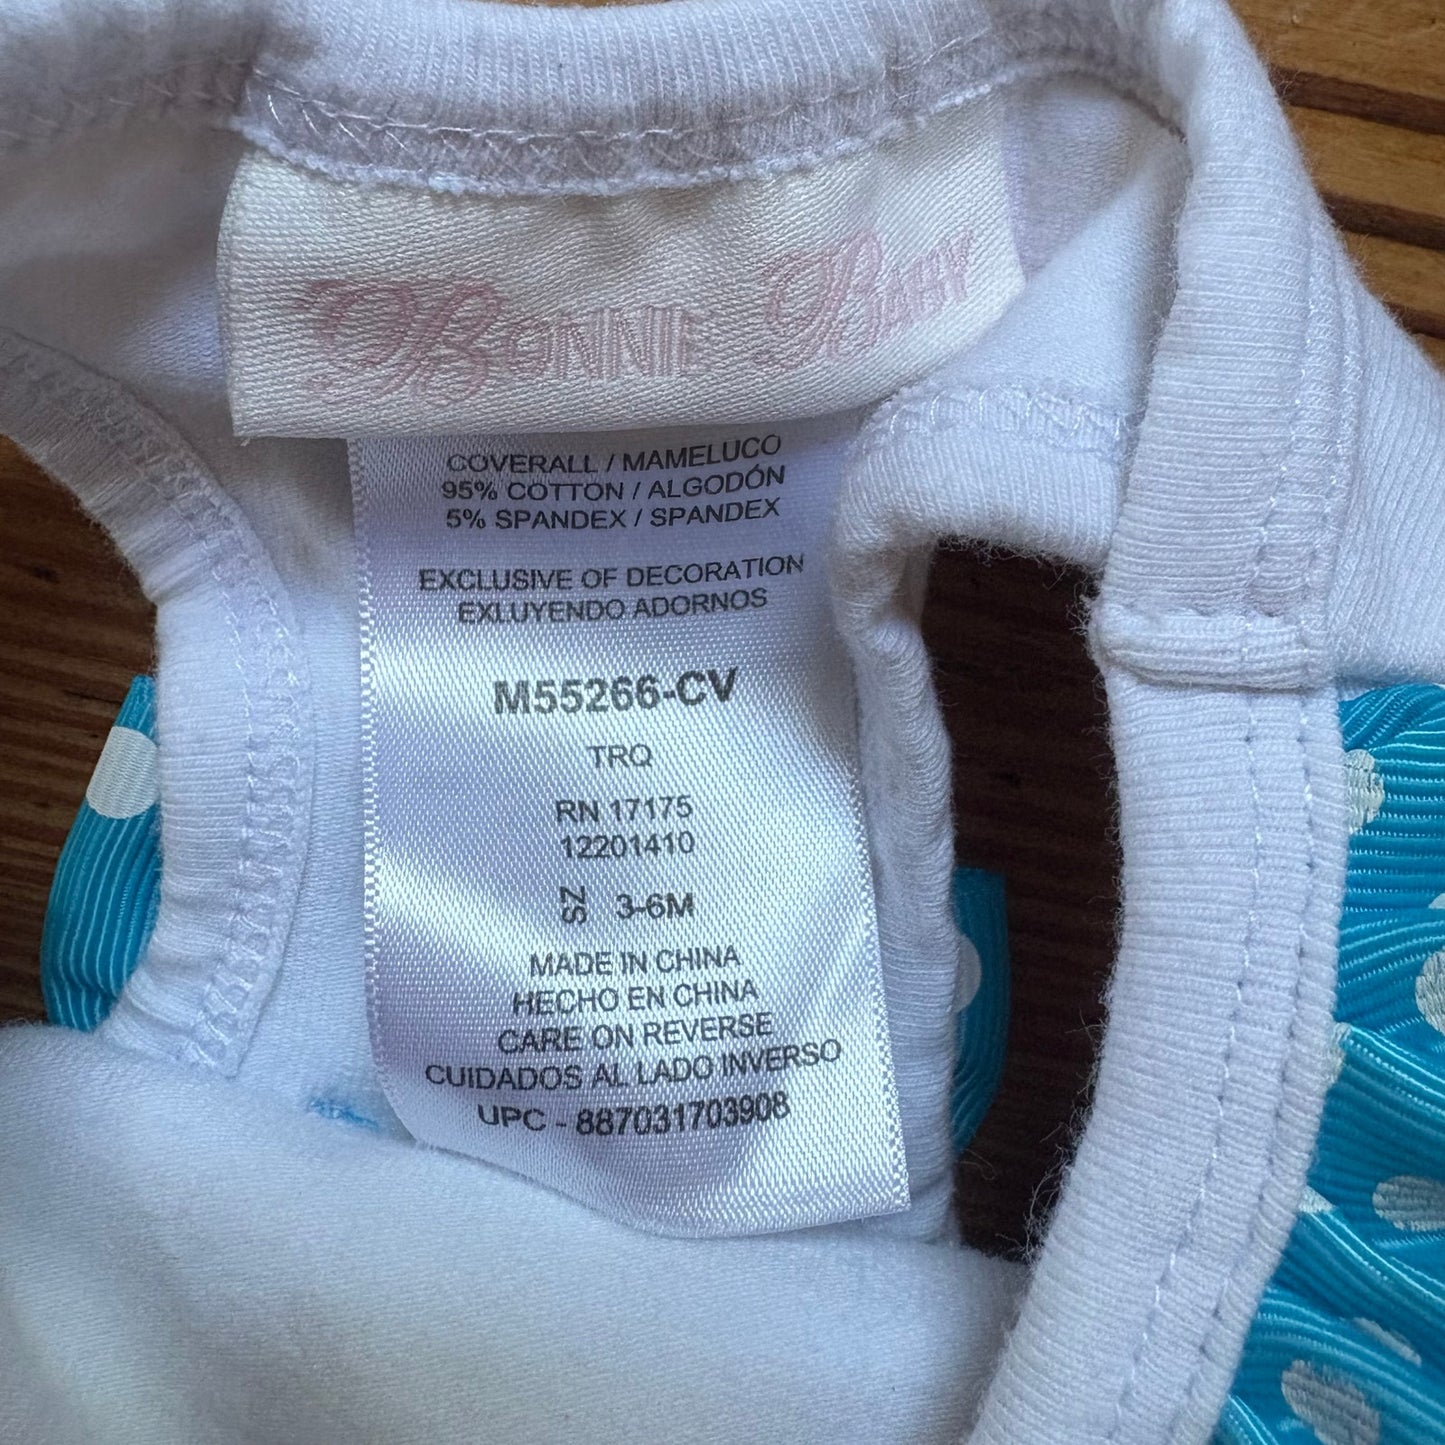 BONNIE BABY
COVERALL / MAMELUCO
95% COTTON / ALGODÓN
5% SPANDEX / SPANDEX
EXCLUSIVE OF DECORATION
EXLUYENDO ADORNOS
M55266-CV
TRQ
RN 17175
12201410
SZ 3-6M
MADE IN CHINA
HECHO EN CHINA
CARE ON REVERSE
CUIDADOS AL LADO INVERSO
UPC - 887031703908